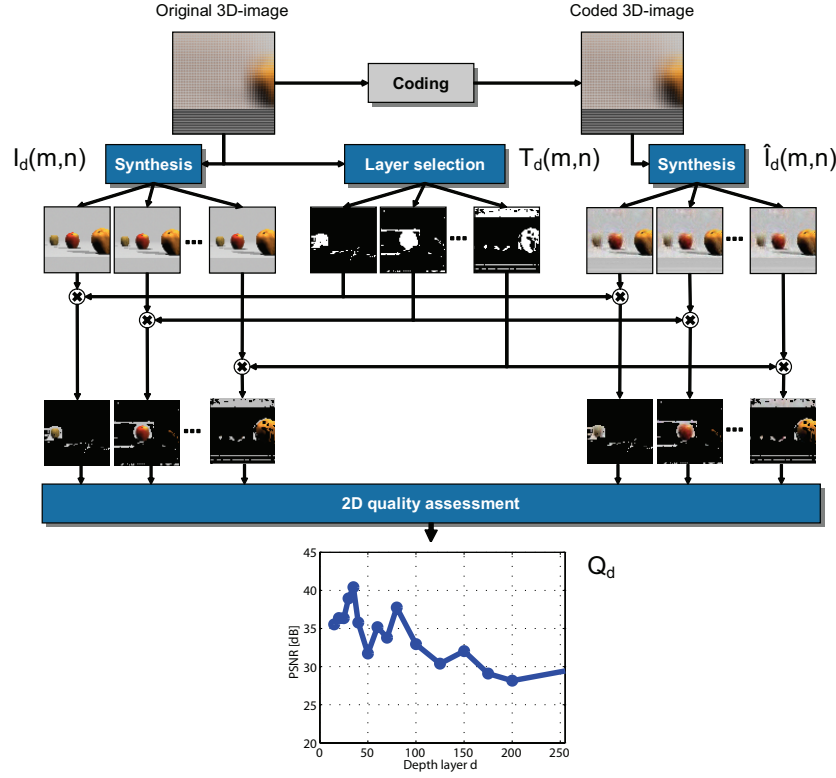 Original 3D-image
Coded 3D-image
Coding
I_d(m,n)
Synthesis
Layer selection
T_d(m,n)
Synthesis
Î_d(m,n)
...
...
...
...
...
2D quality assessment
Q_d
PSNR [dB]
45
40
35
30
25
20
0 50 100 150 200 250
Depth layer d